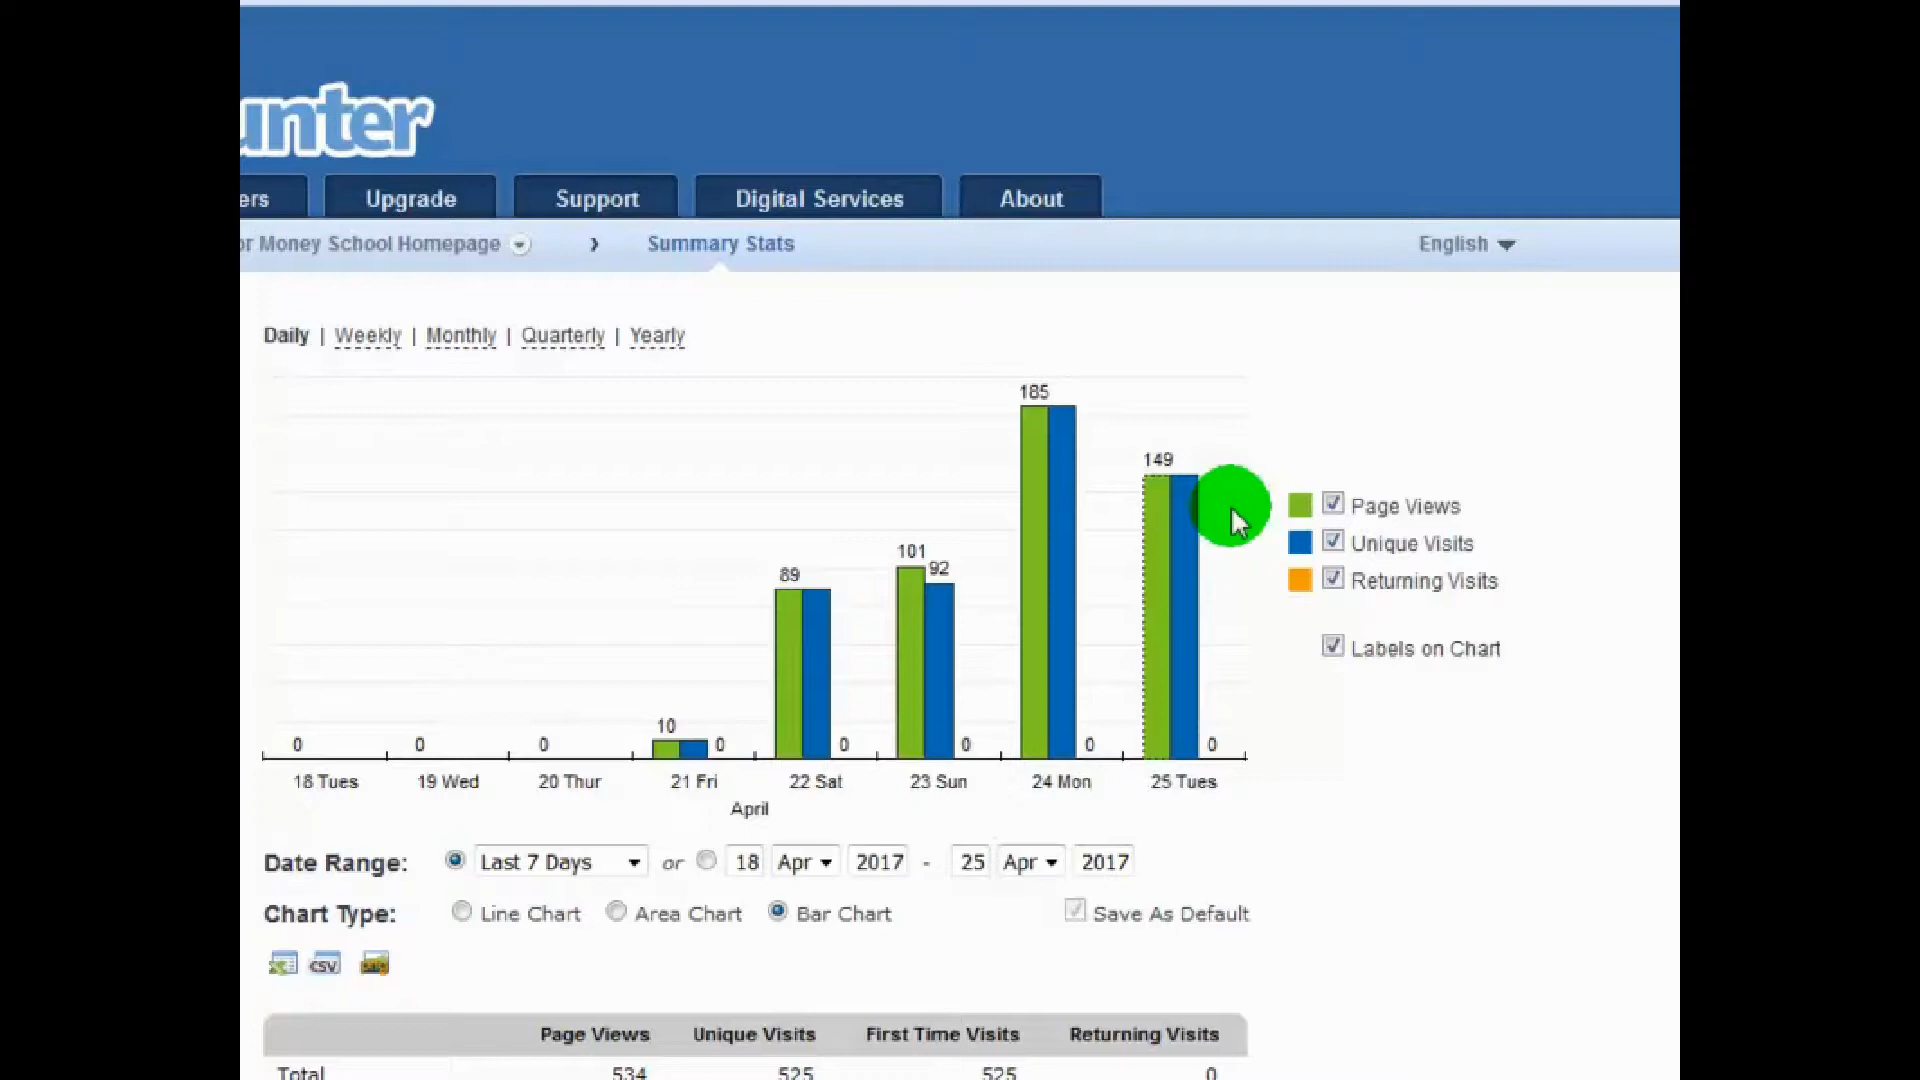 unter
ers Upgrade Support Digital Services About
or Money School Homepage › Summary Stats English
Daily | Weekly | Monthly | Quarterly | Yearly
185
149
101
92
89
10
0 0 0 0 0 0 0 0
18 Tues 19 Wed 20 Thur 21 Fri 22 Sat 23 Sun 24 Mon 25 Tues
April
Page Views
Unique Visits
Returning Visits
Labels on Chart
Date Range: Last 7 Days or 18 Apr 2017 - 25 Apr 2017
Chart Type: Line Chart Area Chart Bar Chart Save As Default
CSV
Page Views Unique Visits First Time Visits Returning Visits
Total 534 525 525 0